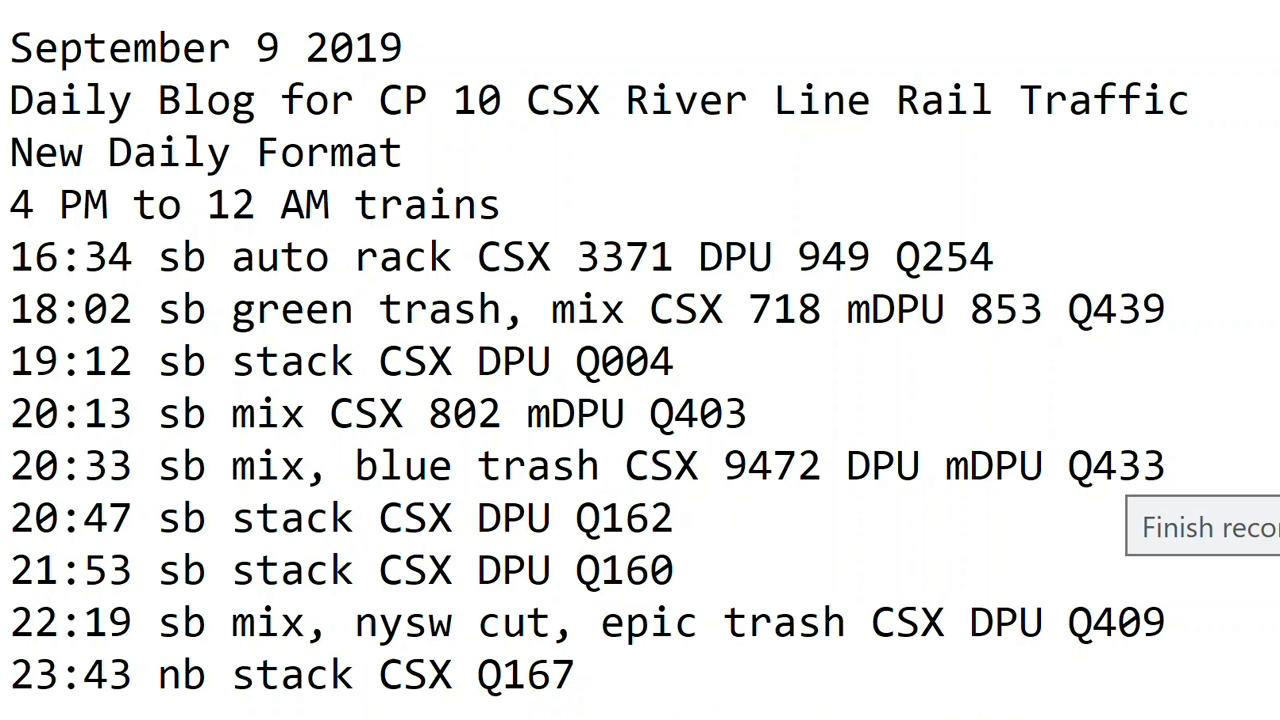 September 9 2019
Daily Blog for CP 10 CSX River Line Rail Traffic
New Daily Format
4 PM to 12 AM trains
16:34 sb auto rack CSX 3371 DPU 949 Q254
18:02 sb green trash, mix CSX 718 mDPU 853 Q439
19:12 sb stack CSX DPU Q004
20:13 sb mix CSX 802 mDPU Q403
20:33 sb mix, blue trash CSX 9472 DPU mDPU Q433
20:47 sb stack CSX DPU Q162
Finish recor
21:53 sb stack CSX DPU Q160
22:19 sb mix, nysw cut, epic trash CSX DPU Q409
23:43 nb stack CSX Q167